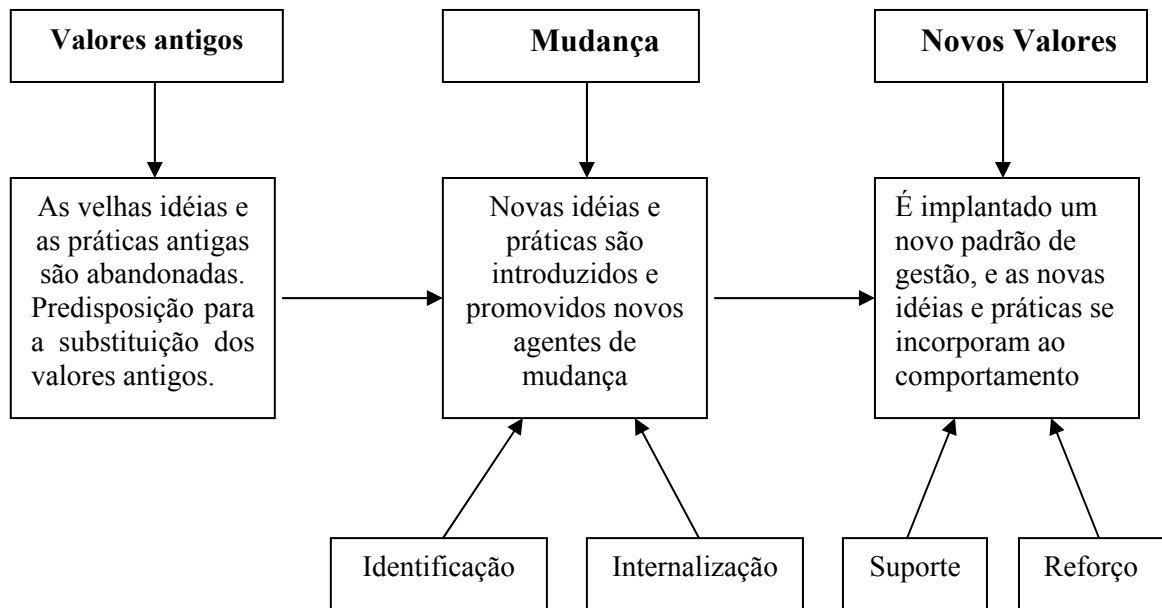 Valores antigos
Mudança
Novos Valores
As velhas idéias e
as práticas antigas
são abandonadas.
Predisposição para
a substituição dos
valores antigos.
Novas idéias e
práticas são
introduzidos e
promovidos novos
agentes de
mudança
É implantado um
novo padrão de
gestão, e as novas
idéias e práticas se
incorporam ao
comportamento
Identificação
Internalização
Suporte
Reforço